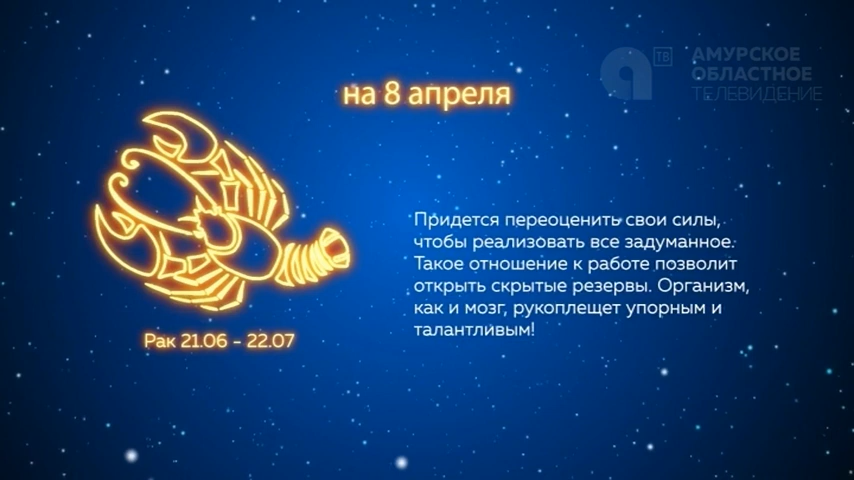 ТВ
АМУРСКОЕ
ОБЛАСТНОЕ
ТЕЛЕВИДЕНИЕ
на 8 апреля
Придется переоценить свои силы,
чтобы реализовать все задуманное.
Такое отношение к работе позволит
открыть скрытые резервы. Организм,
как и мозг, рукоплещет упорным и
талантливым!
Рак 21.06 - 22.07